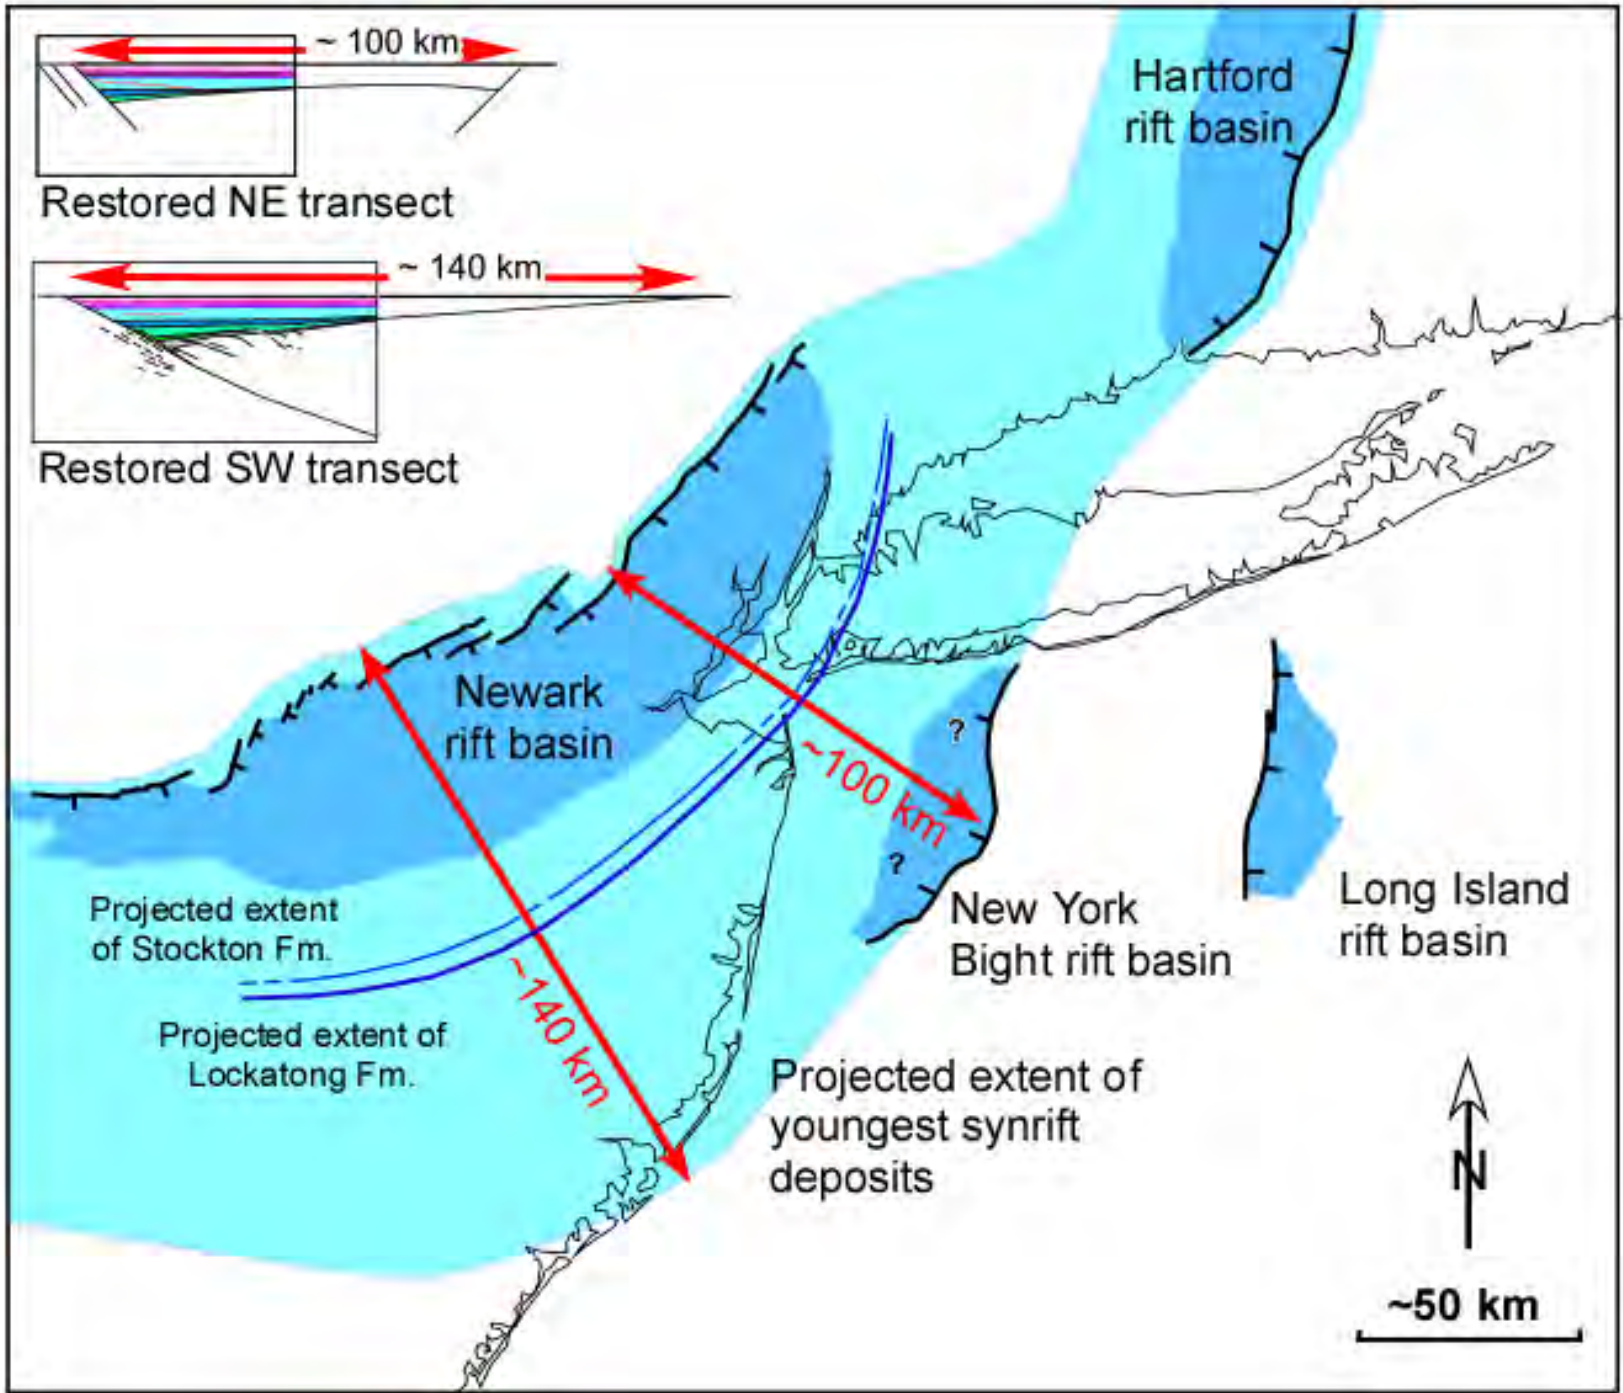 ~ 100 km
Restored NE transect
~ 140 km
Restored SW transect
Hartford
rift basin
Newark
rift basin
?
~100 km
?
New York
Bight rift basin
Long Island
rift basin
Projected extent
of Stockton Fm.
~140 km
Projected extent of
Lockatong Fm.
Projected extent of
youngest synrift
deposits
N
~50 km